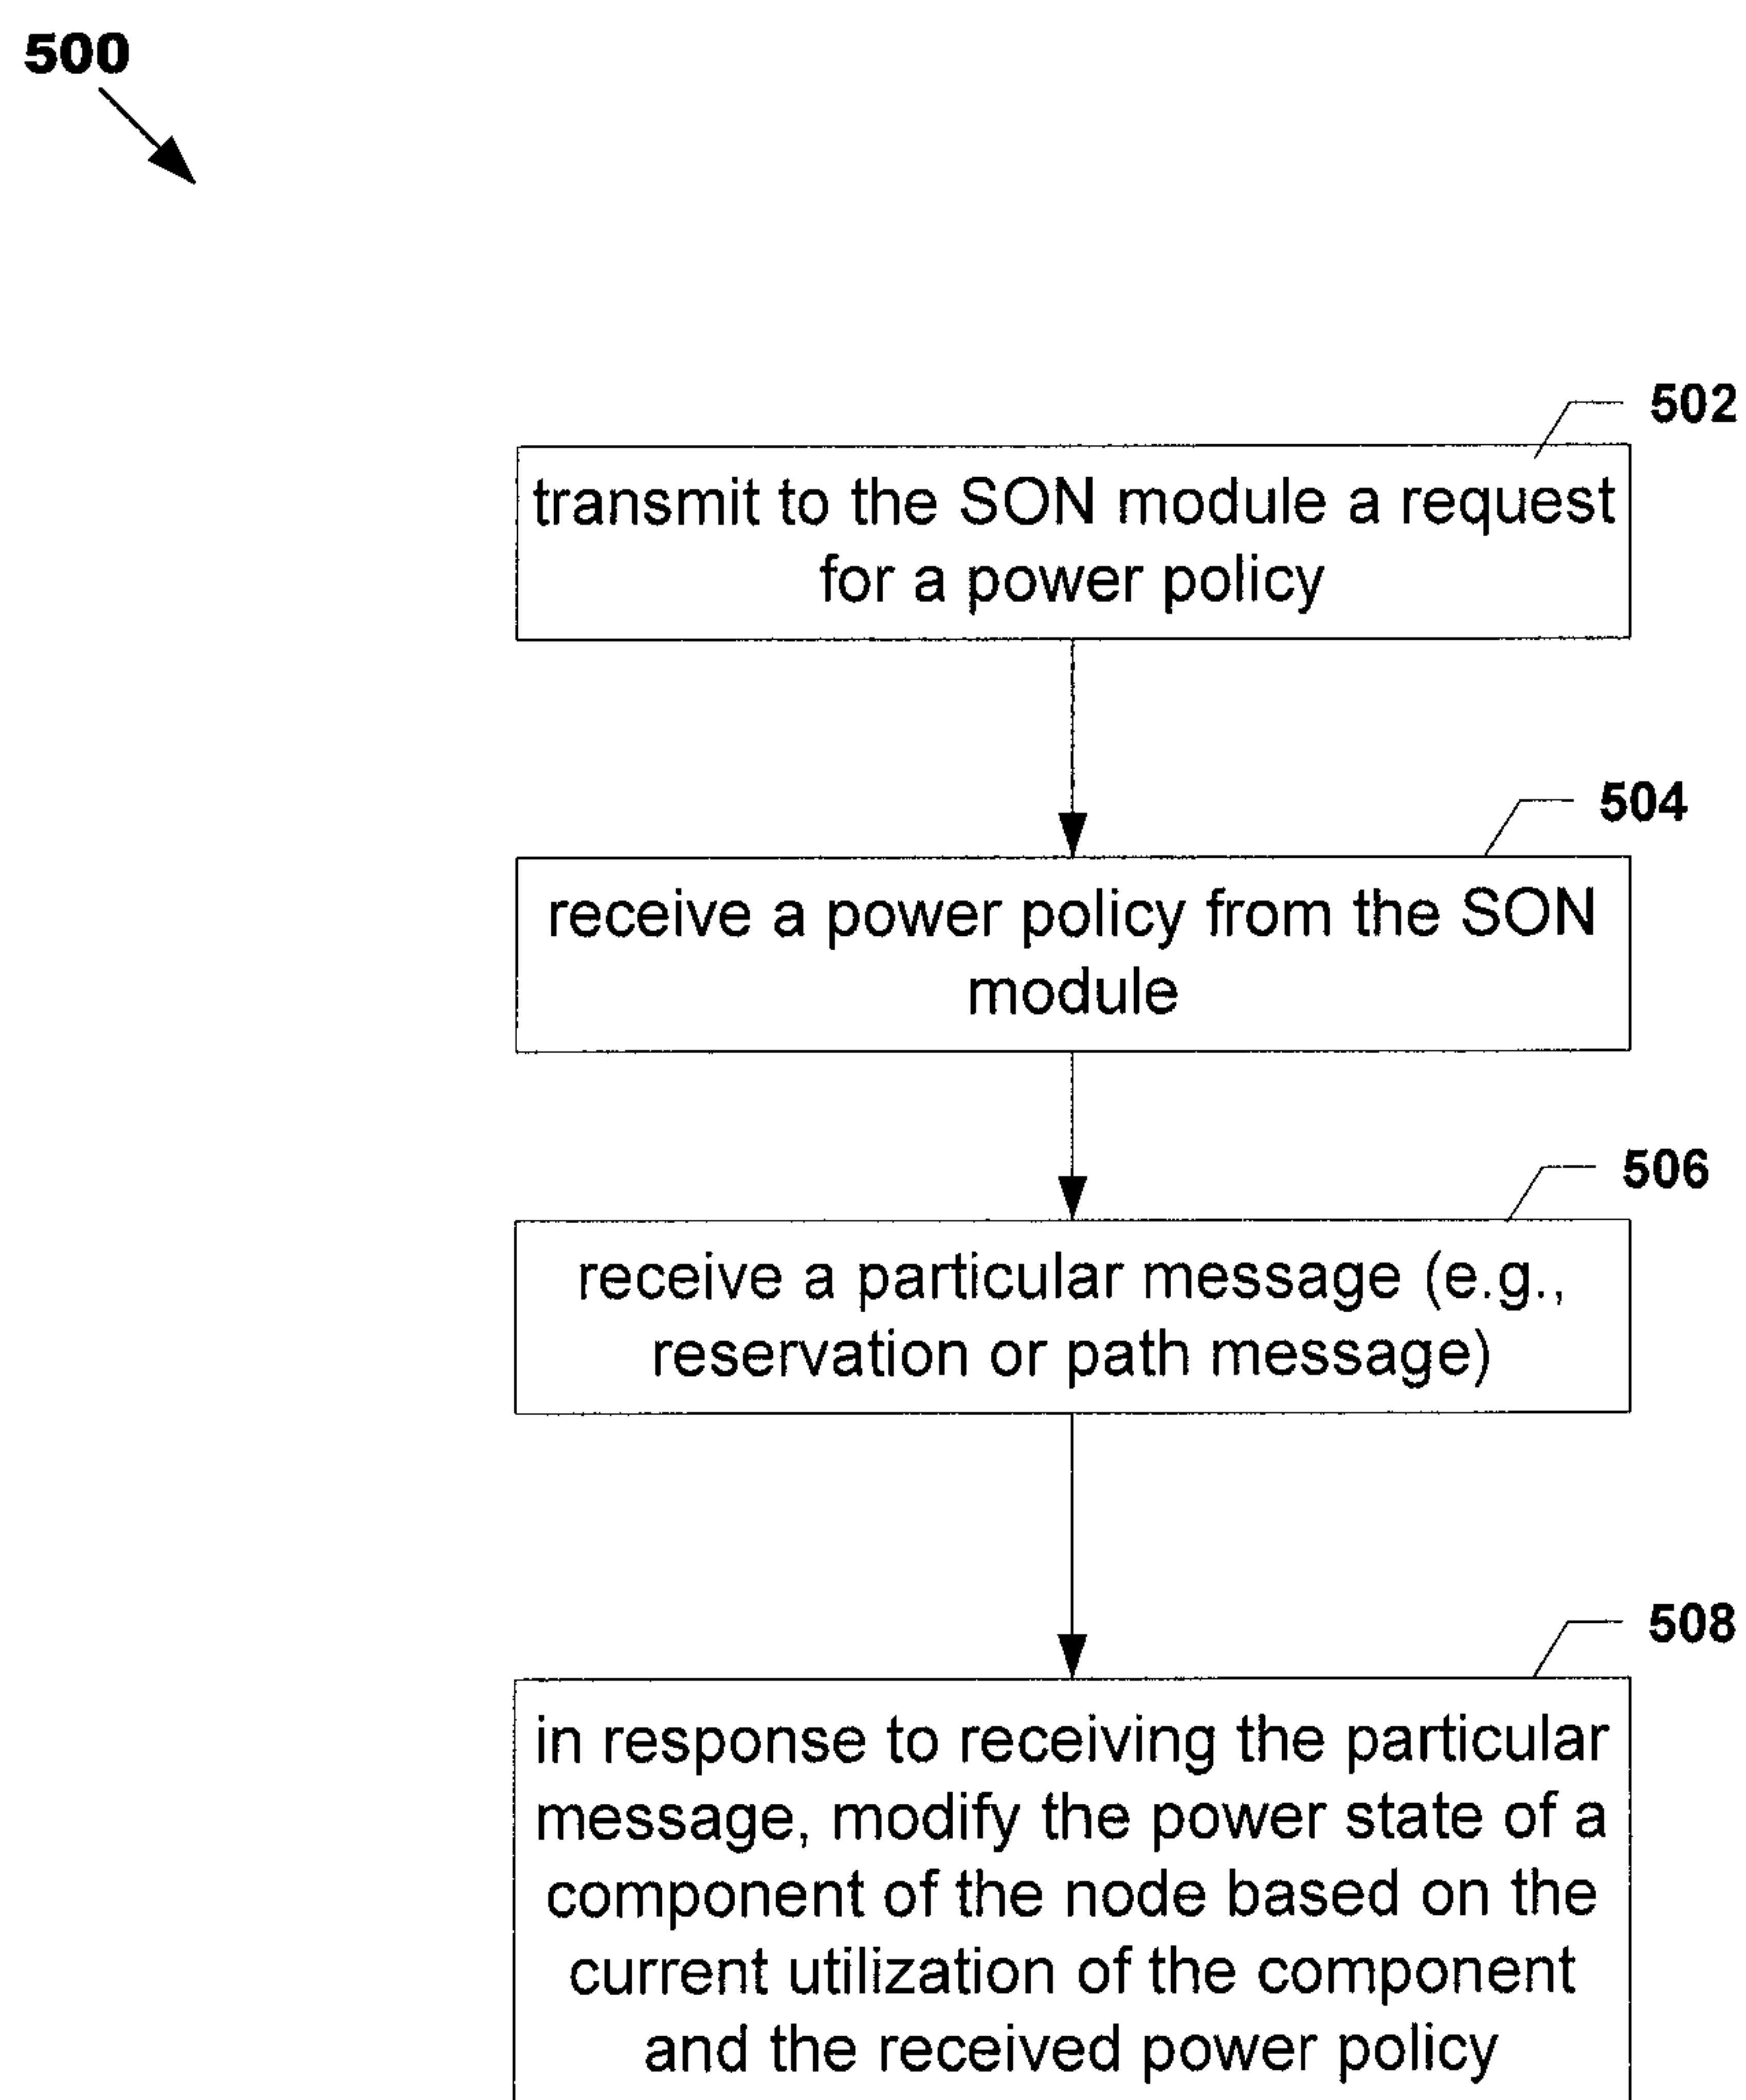 500
502
transmit to the SON module a request
for a power policy
504
receive a power policy from the SON
module
506
receive a particular message (e.g.,
reservation or path message)
508
in response to receiving the particular
message, modify the power state of a
component of the node based on the
current utilization of the component
and the received power policy